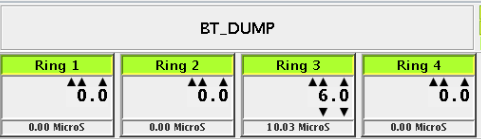 BT_DUMP
Ring 1 Ring 2 Ring 3 Ring 4
0.0 0.0 6.0 0.0
0.00 MicroS 0.00 MicroS 10.03 MicroS 0.00 MicroS